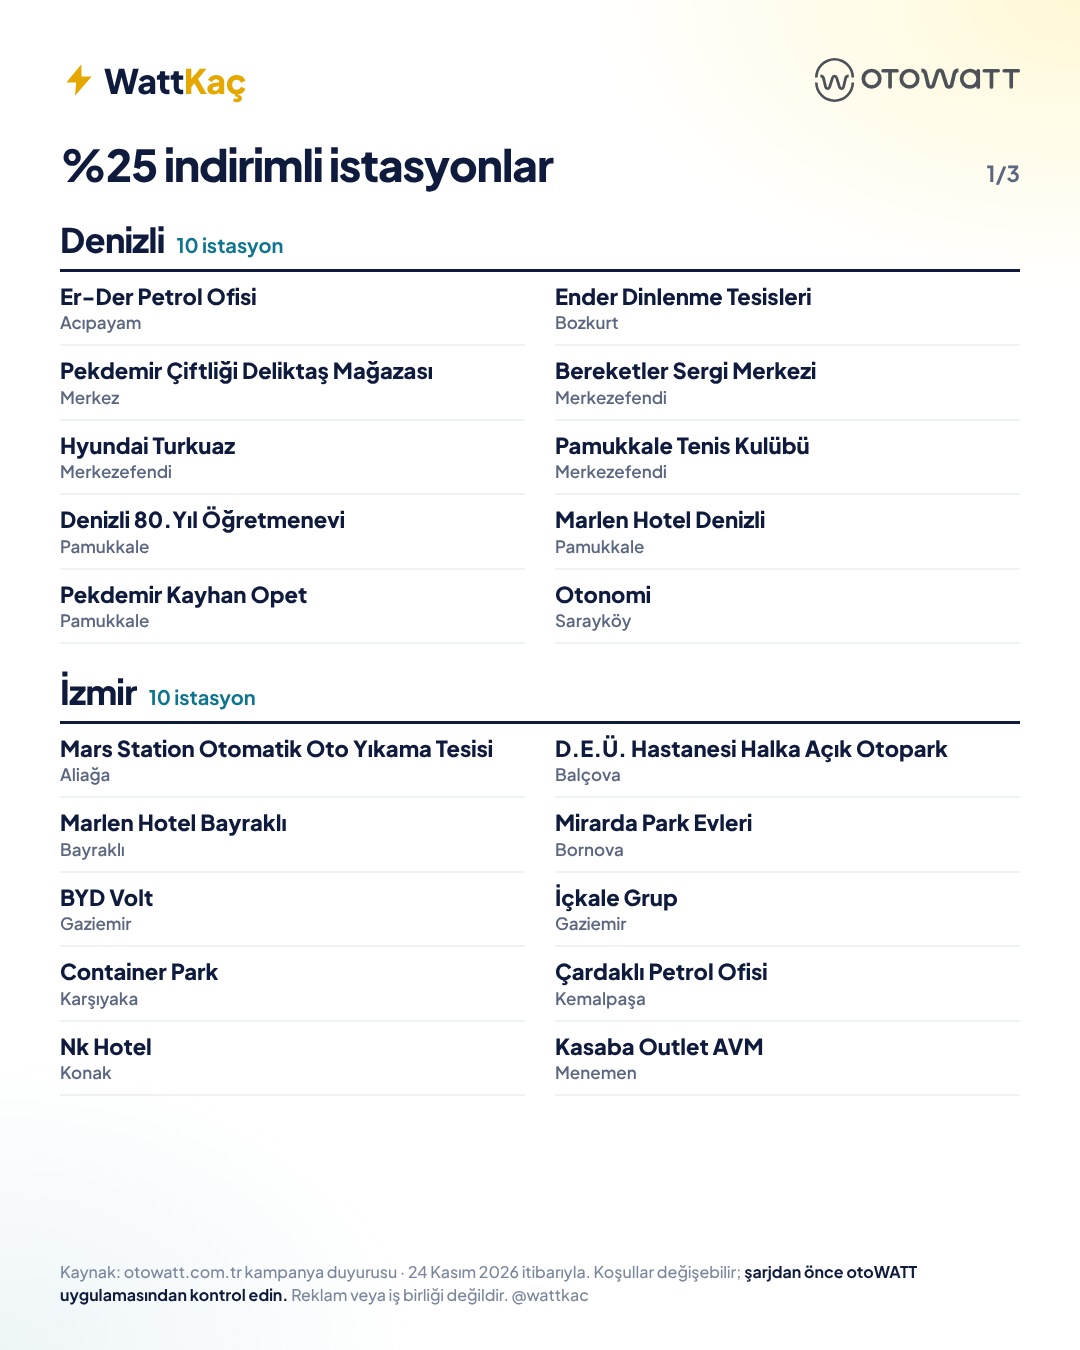 WattKaç
OTOWATT
%25 indirimli istasyonlar
1/3
Denizli 10 istasyon
Er-Der Petrol Ofisi
Acıpayam
Ender Dinlenme Tesisleri
Bozkurt
Pekdemir Çiftliği Deliktaş Mağazası
Merkez
Bereketler Sergi Merkezi
Merkezefendi
Hyundai Turkuaz
Merkezefendi
Pamukkale Tenis Kulübü
Merkezefendi
Denizli 80.Yıl Öğretmenevi
Pamukkale
Marlen Hotel Denizli
Pamukkale
Pekdemir Kayhan Opet
Pamukkale
Otonomi
Sarayköy
İzmir 10 istasyon
Mars Station Otomatik Oto Yıkama Tesisi
Aliağa
D.E.Ü. Hastanesi Halka Açık Otopark
Balçova
Marlen Hotel Bayraklı
Bayraklı
Mirarda Park Evleri
Bornova
BYD Volt
Gaziemir
İçkale Grup
Gaziemir
Container Park
Karşıyaka
Çardaklı Petrol Ofisi
Kemalpaşa
Nk Hotel
Konak
Kasaba Outlet AVM
Menemen
Kaynak: otowatt.com.tr kampanya duyurusu · 24 Kasım 2026 itibarıyla. Koşullar değişebilir; şarjdan önce otoWATT
uygulamasından kontrol edin. Reklam veya iş birliği değildir. @wattkac